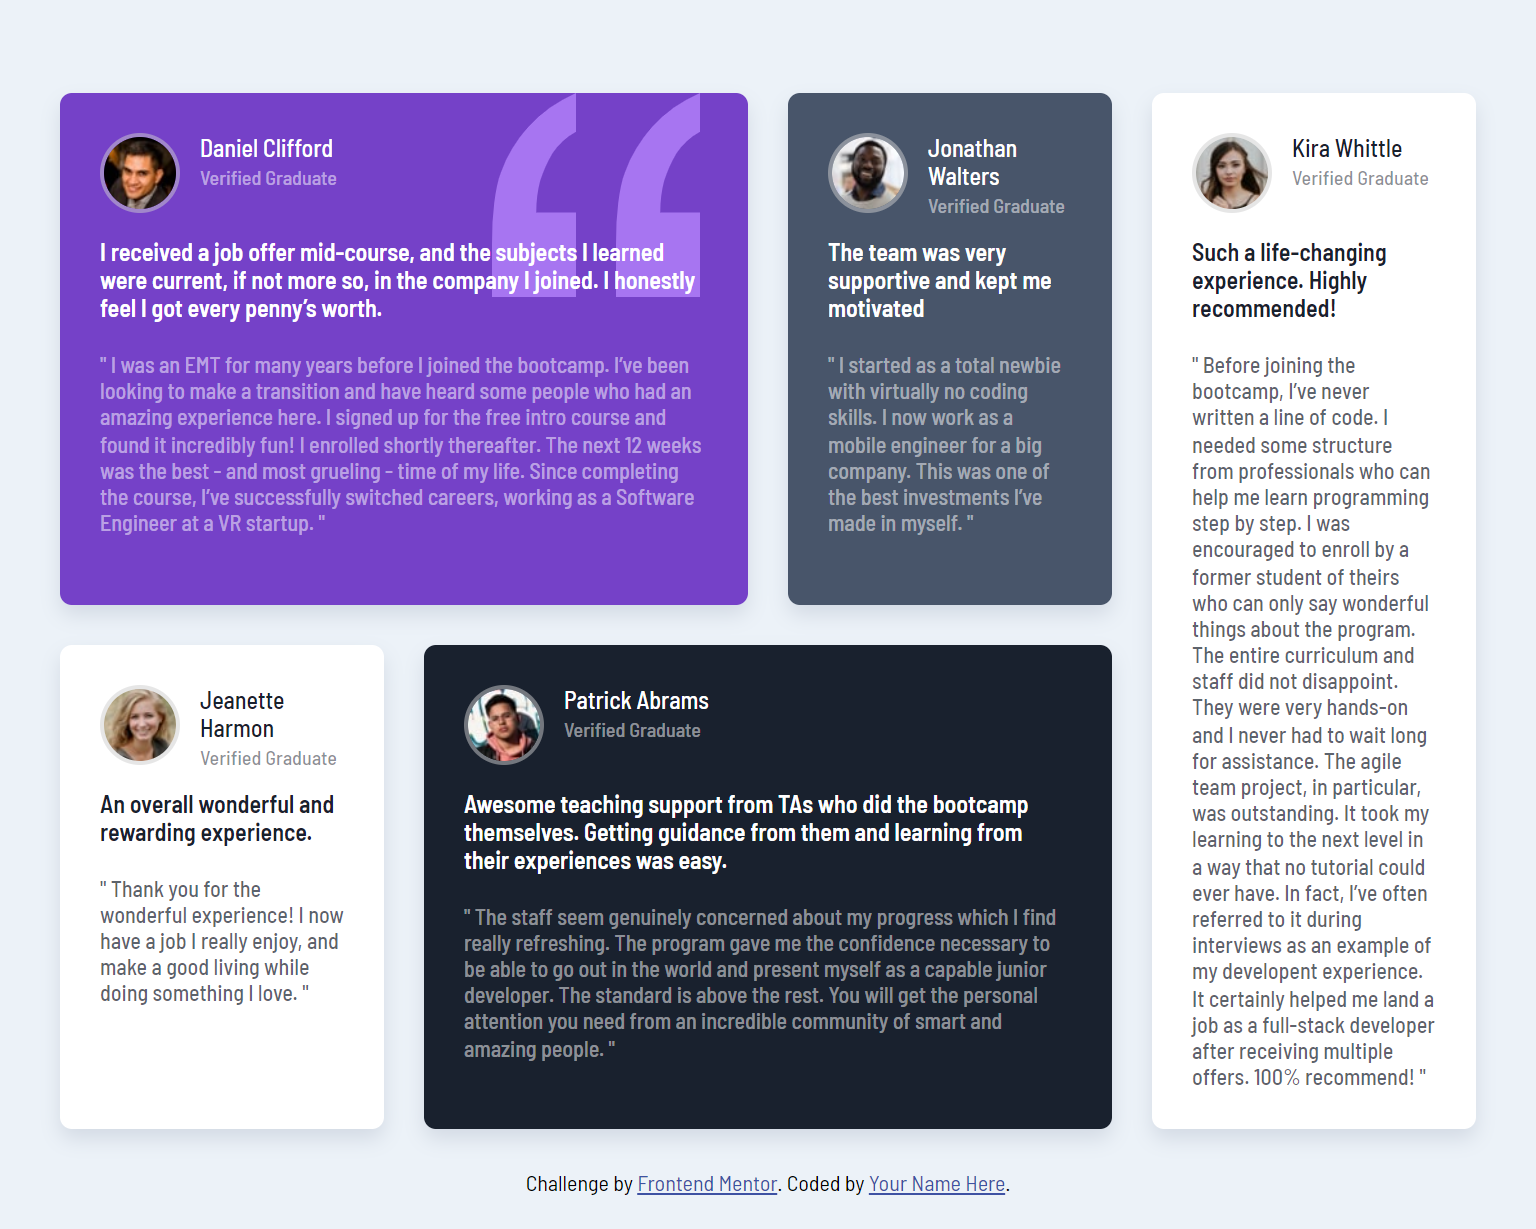 Daniel Clifford
Verified Graduate
I received a job offer mid-course, and the subjects I learned
were current, if not more so, in the company I joined. I honestly
feel I got every penny’s worth.
" I was an EMT for many years before I joined the bootcamp. I’ve been
looking to make a transition and have heard some people who had an
amazing experience here. I signed up for the free intro course and
found it incredibly fun! I enrolled shortly thereafter. The next 12 weeks
was the best - and most grueling - time of my life. Since completing
the course, I’ve successfully switched careers, working as a Software
Engineer at a VR startup. "
Jonathan
Walters
Verified Graduate
The team was very
supportive and kept me
motivated
" I started as a total newbie
with virtually no coding
skills. I now work as a
mobile engineer for a big
company. This was one of
the best investments I’ve
made in myself. "
Kira Whittle
Verified Graduate
Such a life-changing
experience. Highly
recommended!
" Before joining the
bootcamp, I’ve never
written a line of code. I
needed some structure
from professionals who can
help me learn programming
step by step. I was
encouraged to enroll by a
former student of theirs
who can only say wonderful
things about the program.
The entire curriculum and
staff did not disappoint.
They were very hands-on
and I never had to wait long
for assistance. The agile
team project, in particular,
was outstanding. It took my
learning to the next level in
a way that no tutorial could
ever have. In fact, I’ve often
referred to it during
interviews as an example of
my developent experience.
It certainly helped me land a
job as a full-stack developer
after receiving multiple
offers. 100% recommend! "
Jeanette
Harmon
Verified Graduate
An overall wonderful and
rewarding experience.
" Thank you for the
wonderful experience! I now
have a job I really enjoy, and
make a good living while
doing something I love. "
Patrick Abrams
Verified Graduate
Awesome teaching support from TAs who did the bootcamp
themselves. Getting guidance from them and learning from
their experiences was easy.
" The staff seem genuinely concerned about my progress which I find
really refreshing. The program gave me the confidence necessary to
be able to go out in the world and present myself as a capable junior
developer. The standard is above the rest. You will get the personal
attention you need from an incredible community of smart and
amazing people. "
Challenge by Frontend Mentor. Coded by Your Name Here.